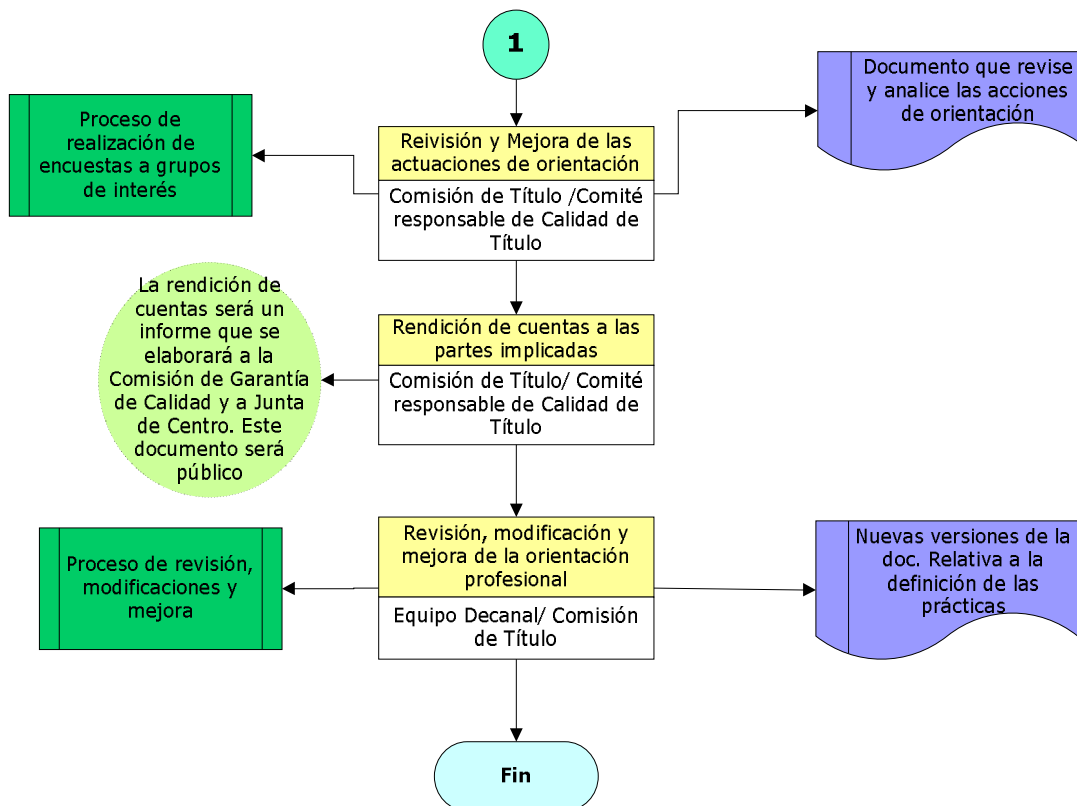 1
Documento que revise
y analice las acciones
de orientación
Proceso de
realización de
encuestas a grupos
de interés
Reivisión y Mejora de las
actuaciones de orientación
Comisión de Título /Comité
responsable de Calidad de
Título
La rendición de
cuentas será un
informe que se
elaborará a la
Comisión de Garantía
de Calidad y a Junta
de Centro. Este
documento será
público
Rendición de cuentas a las
partes implicadas
Comisión de Título/ Comité
responsable de Calidad de
Título
Proceso de revisión,
modificaciones y
mejora
Revisión, modificación y
mejora de la orientación
profesional
Equipo Decanal/ Comisión
de Título
Nuevas versiones de la
doc. Relativa a la
definición de las
prácticas
Fin